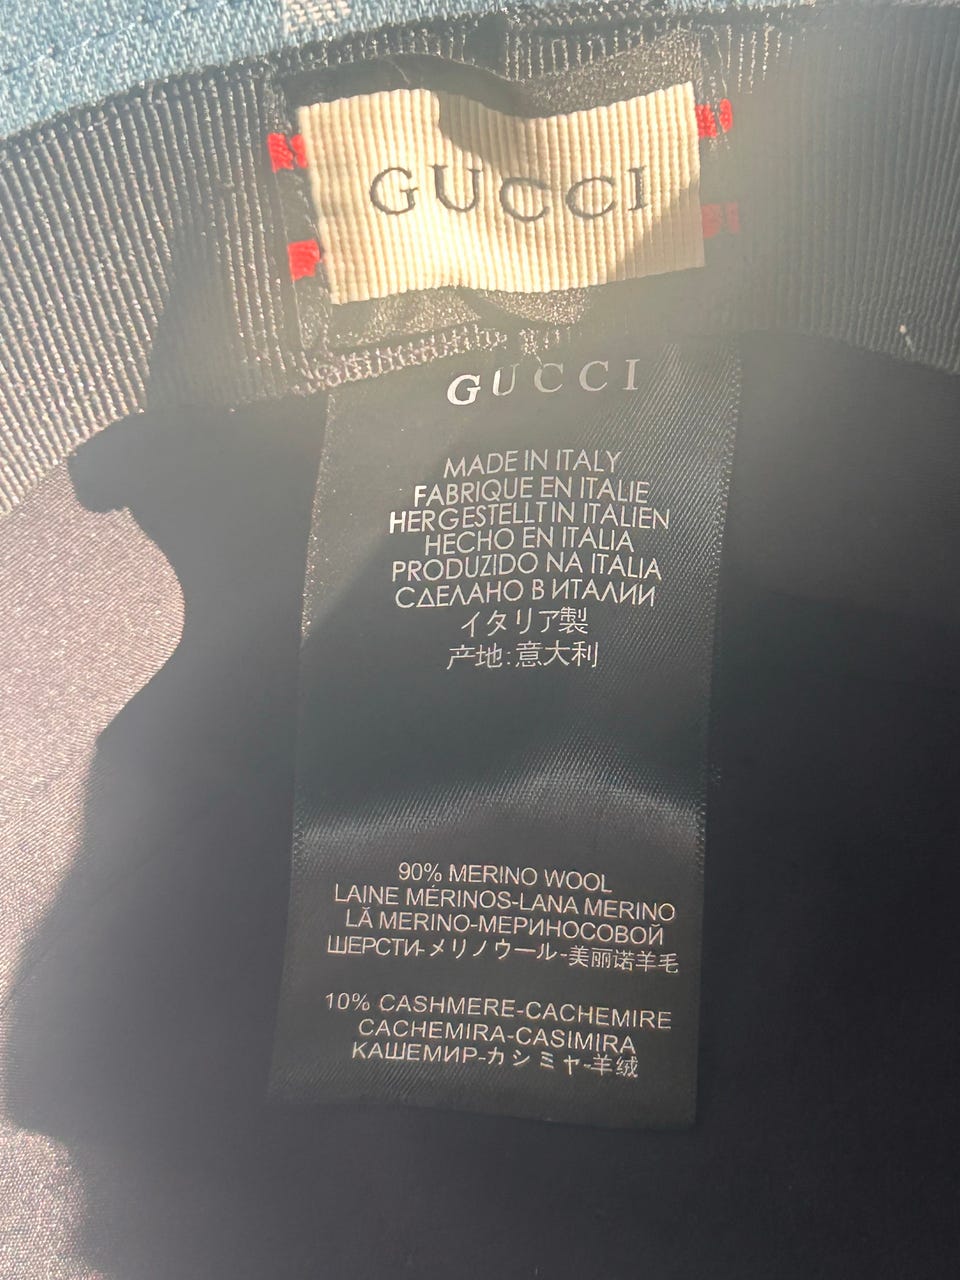 GUCCI
GUCCI
MADE IN ITALY
FABRIQUE EN ITALIE
HERGESTELLT IN ITALIEN
HECHO EN ITALIA
PRODUZIDO NA ITALIA
СΔЕΛАНО В ИТАΛИИ
イタリア製
产地:意大利
90% MERINO WOOL
LAINE MÉRINOS-LANA MERINO
LÃ MERINO-МЕРИНОСОВОЙ
ШЕРСТИ-メリノウール-美丽诺羊毛
10% CASHMERE-CACHEMIRE
CACHEMIRA-CASIMIRA
КАШЕМИР-カシミヤ-羊绒